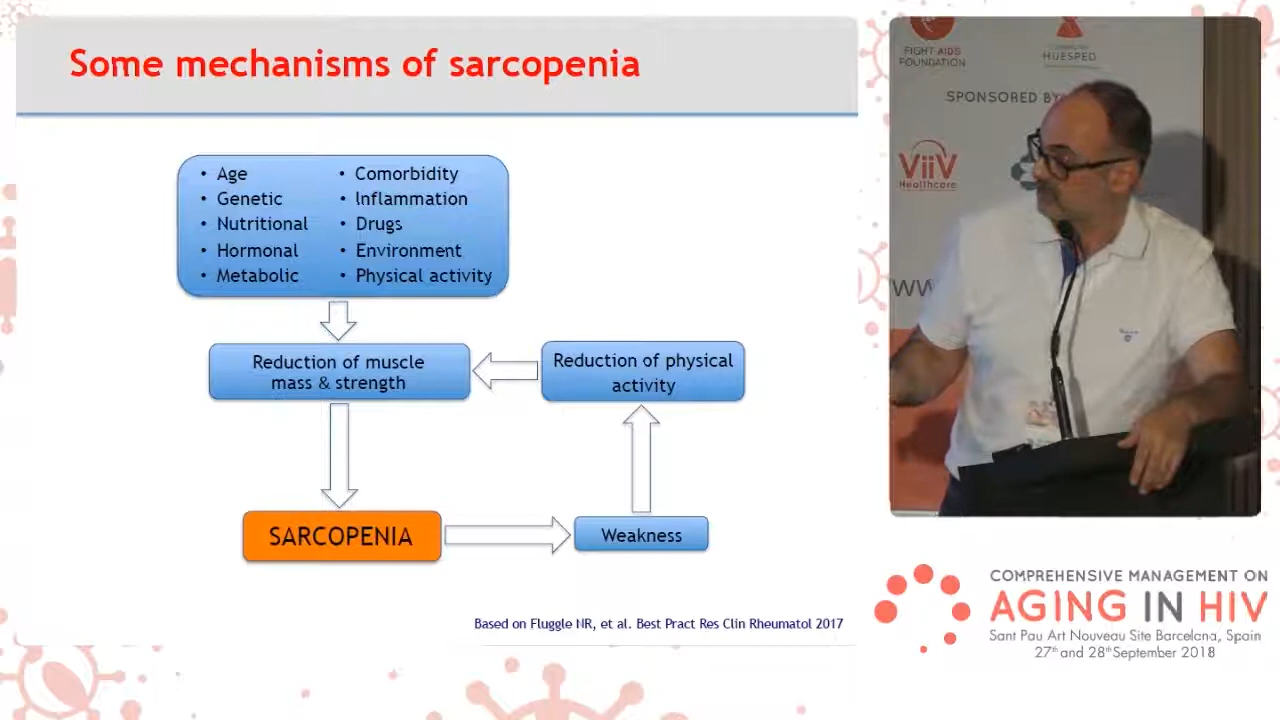 Some mechanisms of sarcopenia
• Age
• Genetic
• Nutritional
• Hormonal
• Metabolic
• Comorbidity
• Inflammation
• Drugs
• Environment
• Physical activity
Reduction of muscle
mass & strength
Reduction of physical
activity
SARCOPENIA
Weakness
Based on Fluggle NR, et al. Best Pract Res Clin Rheumatol 2017
FIGHT AIDS
FOUNDATION
HUESPED
SPONSORED BY
ViiV
Healthcare
COMPREHENSIVE MANAGEMENT ON
AGING IN HIV
Sant Pau Art Nouveau Site Barcelona, Spain
27th and 28th September 2018